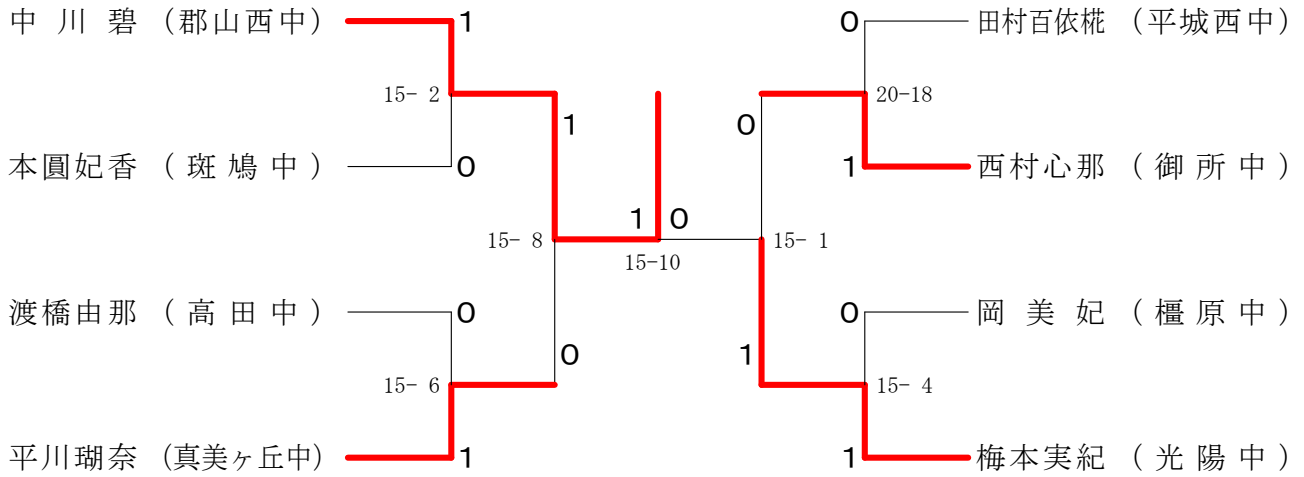 中川碧 (郡山西中) 1 0 田村百依椛 (平城西中)
15- 2 20-18
1 0
本圓妃香 (斑鳩中) 0 1 西村心那 (御所中)
1 0
15- 8 15- 1
15-10
渡橋由那 (高田中) 0 0 岡美妃 (橿原中)
0 1
15- 6 15- 4
平川瑚奈 (真美ヶ丘中) 1 1 梅本実紀 (光陽中)